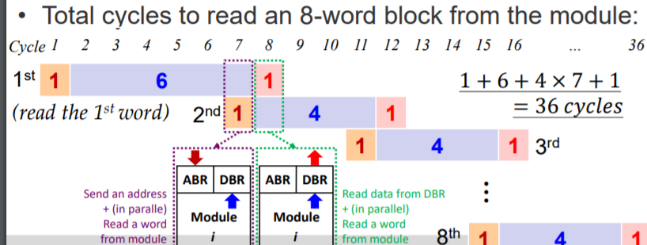 • Total cycles to read an 8-word block from the module:
Cycle 1 2 3 4 5 6 7 8 9 10 11 12 13 14 15 16 ... 36
1st 1 6 1
1 + 6 + 4 × 7 + 1
(read the 1st word) 2nd 1 4 1
= 36 cycles
1 4 1 3rd
ABR DBR ABR DBR
Send an address
+ (in paralle)
Read a word
from module
Module
i
Module
i
Read data from DBR
+ (in parallel)
Read a word
from module
⋮
8th 1 4 1